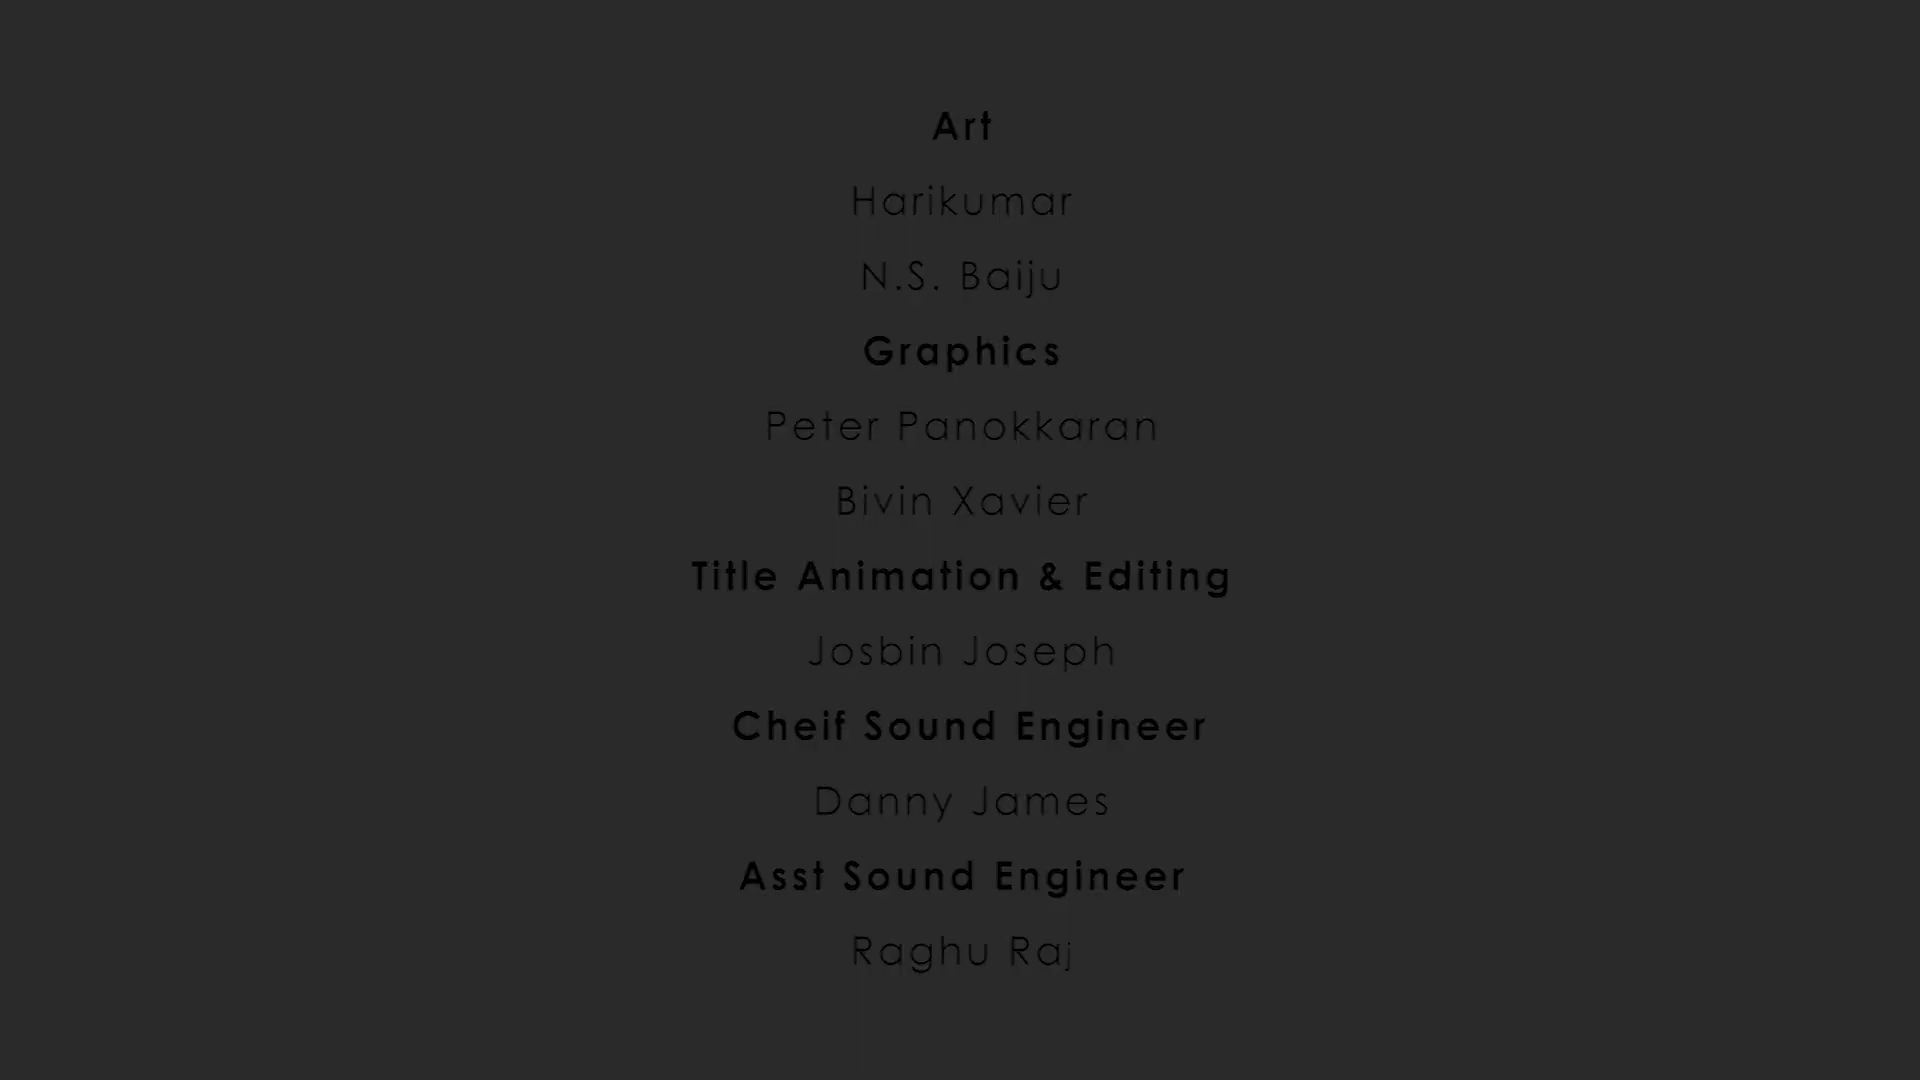 Art
Harikumar
N.S. Baiju
Graphics
Peter Panokkaran
Bivin Xavier
Title Animation & Editing
Josbin Joseph
Cheif Sound Engineer
Danny James
Asst Sound Engineer
Raghu Raj